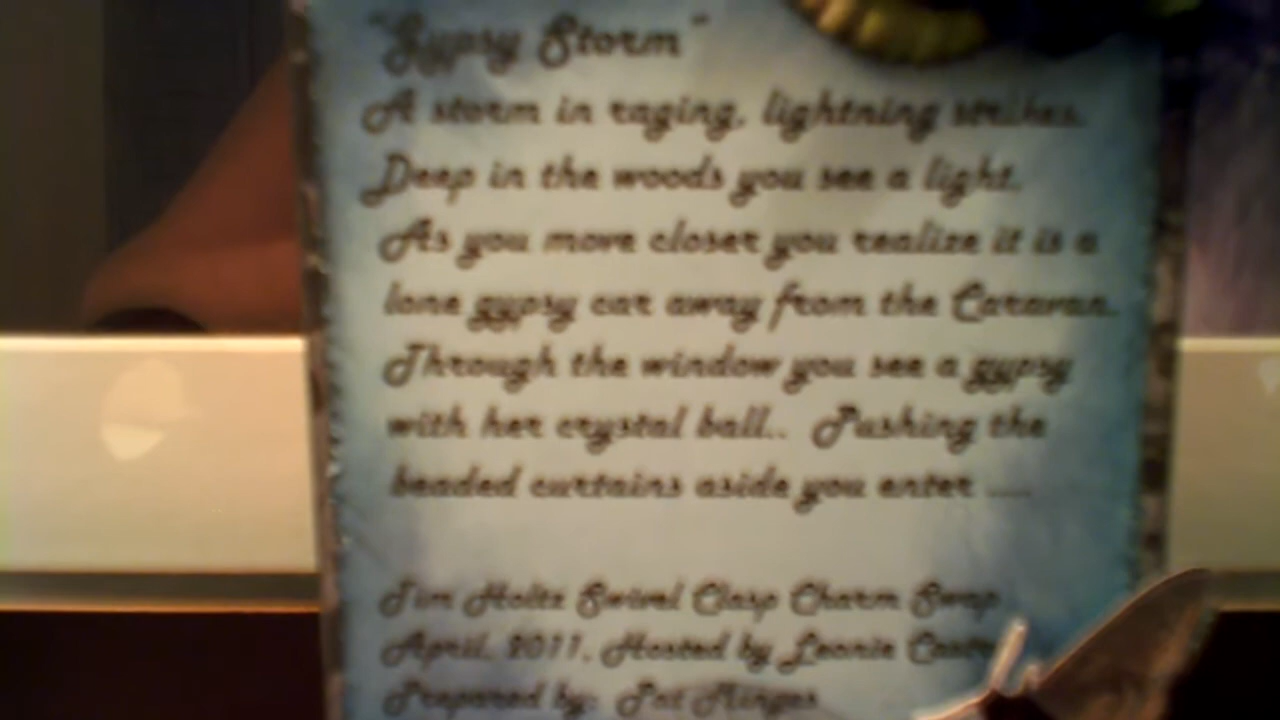 "Gypsy Storm"
A storm in raging, lightning strikes.
Deep in the woods you see a light.
As you move closer you realize it is a
lone gypsy car away from the Caravan.
Through the window you see a gypsy
with her crystal ball.. Pushing the
beaded curtains aside you enter ....
Tim Holtz Swivel Clasp Charm Swap
April, 2011, Hosted by Leonie
Prepared by: Pat